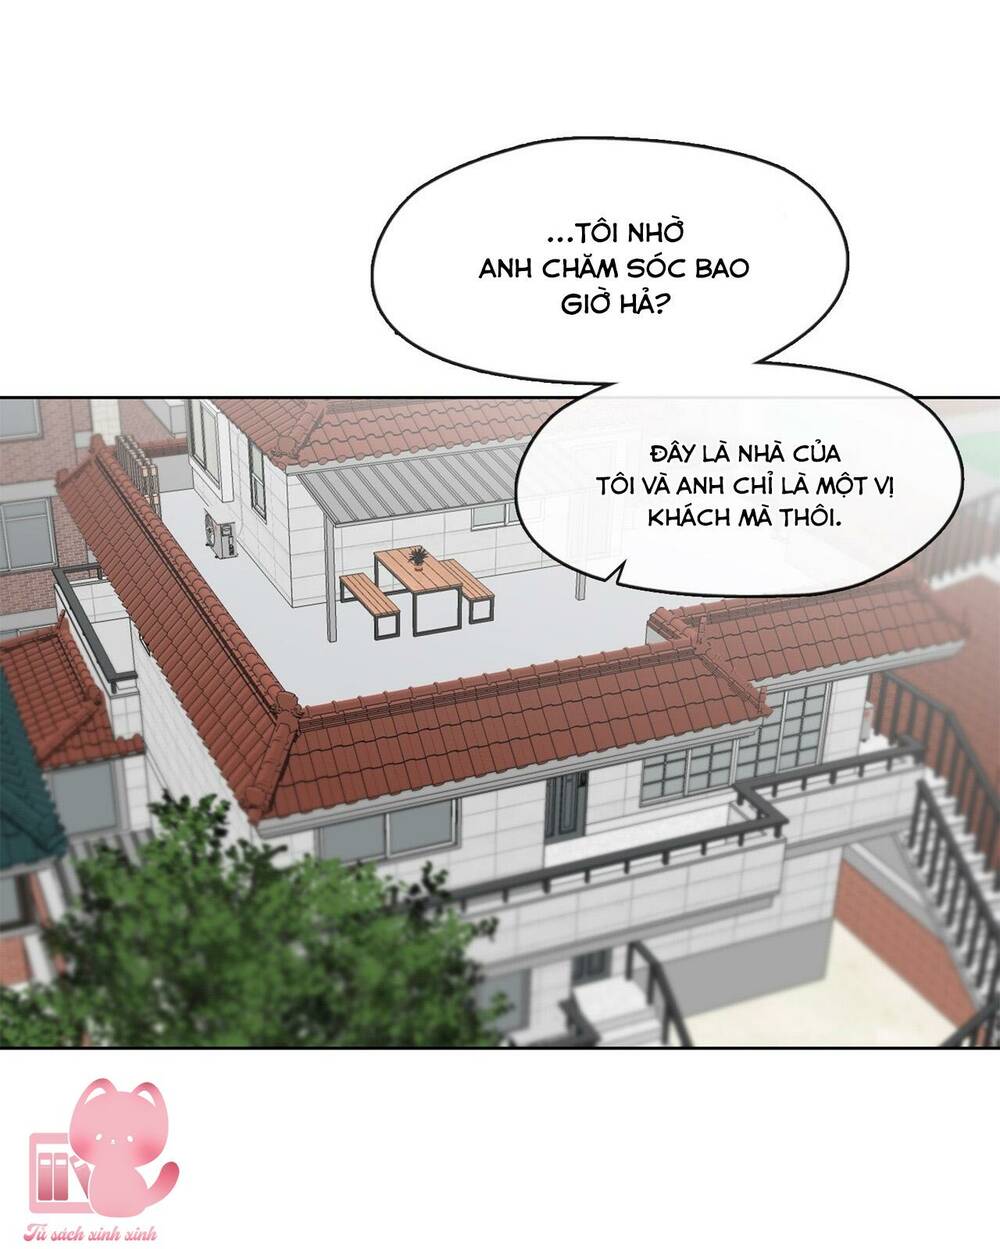 ...TÔI NHỜ
ANH CHĂM SÓC BAO
GIỜ HẢ?
ĐÂY LÀ NHÀ CỦA
TÔI VÀ ANH CHỈ LÀ MỘT VỊ
KHÁCH MÀ THÔI.
Tủ sách xinh xinh